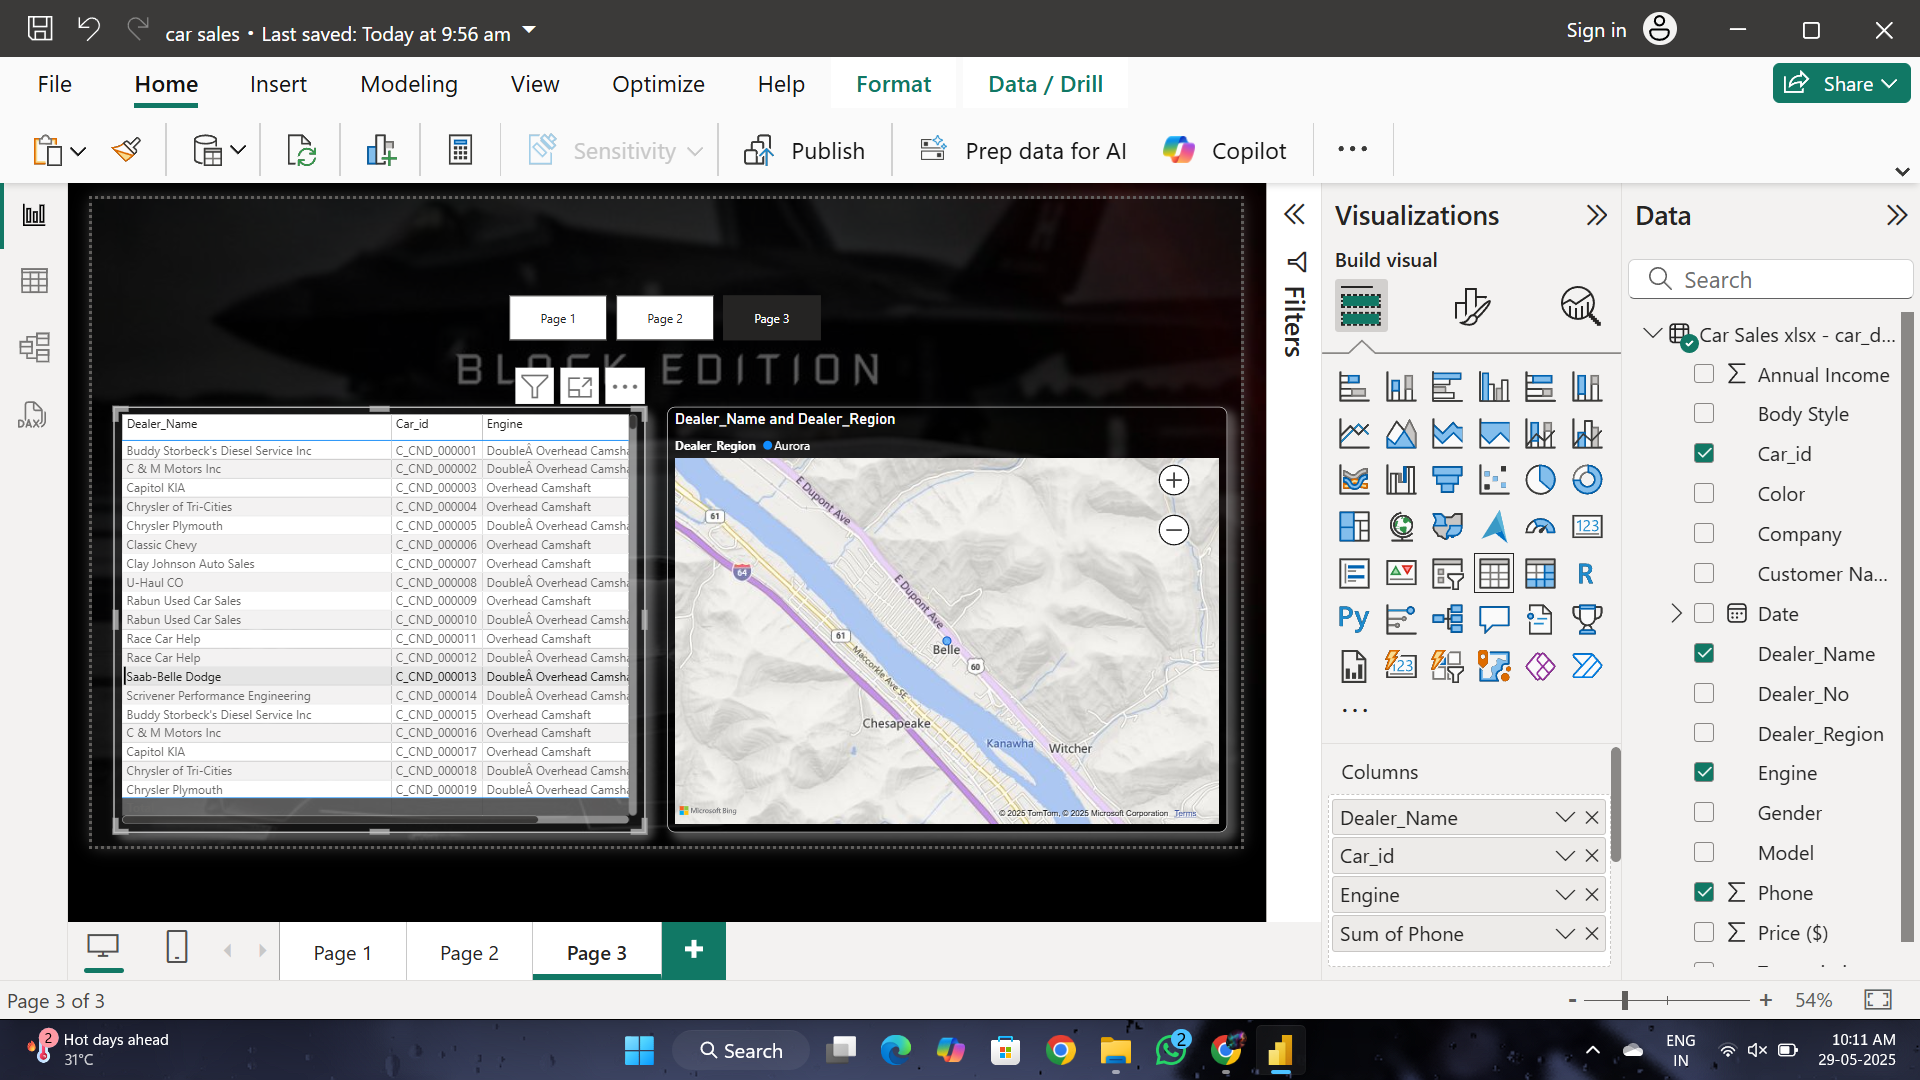 car sales • Last saved: Today at 9:56 am
Sign in
File Home Insert Modeling View Optimize Help Format Data / Drill
Share
Sensitivity
Publish
Prep data for AI
Copilot
Page 1
Page 2
Page 3
BLACK EDITION
Dealer_Name Car_id Engine
Buddy Storbeck's Diesel Service Inc C_CND_000001 DoubleÂ Overhead Camsha
C & M Motors Inc C_CND_000002 DoubleÂ Overhead Camsha
Capitol KIA C_CND_000003 Overhead Camshaft
Chrysler of Tri-Cities C_CND_000004 Overhead Camshaft
Chrysler Plymouth C_CND_000005 DoubleÂ Overhead Camsha
Classic Chevy C_CND_000006 Overhead Camshaft
Clay Johnson Auto Sales C_CND_000007 Overhead Camshaft
U-Haul CO C_CND_000008 DoubleÂ Overhead Camsha
Rabun Used Car Sales C_CND_000009 Overhead Camshaft
Rabun Used Car Sales C_CND_000010 DoubleÂ Overhead Camsha
Race Car Help C_CND_000011 Overhead Camshaft
Race Car Help C_CND_000012 DoubleÂ Overhead Camsha
Saab-Belle Dodge C_CND_000013 DoubleÂ Overhead Camsha
Scrivener Performance Engineering C_CND_000014 DoubleÂ Overhead Camsha
Buddy Storbeck's Diesel Service Inc C_CND_000015 Overhead Camshaft
C & M Motors Inc C_CND_000016 Overhead Camshaft
Capitol KIA C_CND_000017 Overhead Camshaft
Chrysler of Tri-Cities C_CND_000018 DoubleÂ Overhead Camsha
Chrysler Plymouth C_CND_000019 DoubleÂ Overhead Camsha
Dealer_Name and Dealer_Region
Dealer_Region Aurora
E Dupont Ave
61
64
E Dupont Ave
61
Belle
60
Maccorkle Ave SE
Chesapeake
Kanawha
Witcher
Microsoft Bing
© 2025 TomTom, © 2025 Microsoft Corporation Terms
Filters
Visualizations
Build visual
123
R
Py
123
Columns
Dealer_Name
Car_id
Engine
Sum of Phone
Data
Search
Car Sales xlsx - car_d...
Annual Income
Body Style
Car_id
Color
Company
Customer Na...
Date
Dealer_Name
Dealer_No
Dealer_Region
Engine
Gender
Model
Phone
Price ($)
DAX
Page 1
Page 2
Page 3
Page 3 of 3
54%
2
Hot days ahead
31°C
Search
2
ENG
IN
10:11 AM
29-05-2025